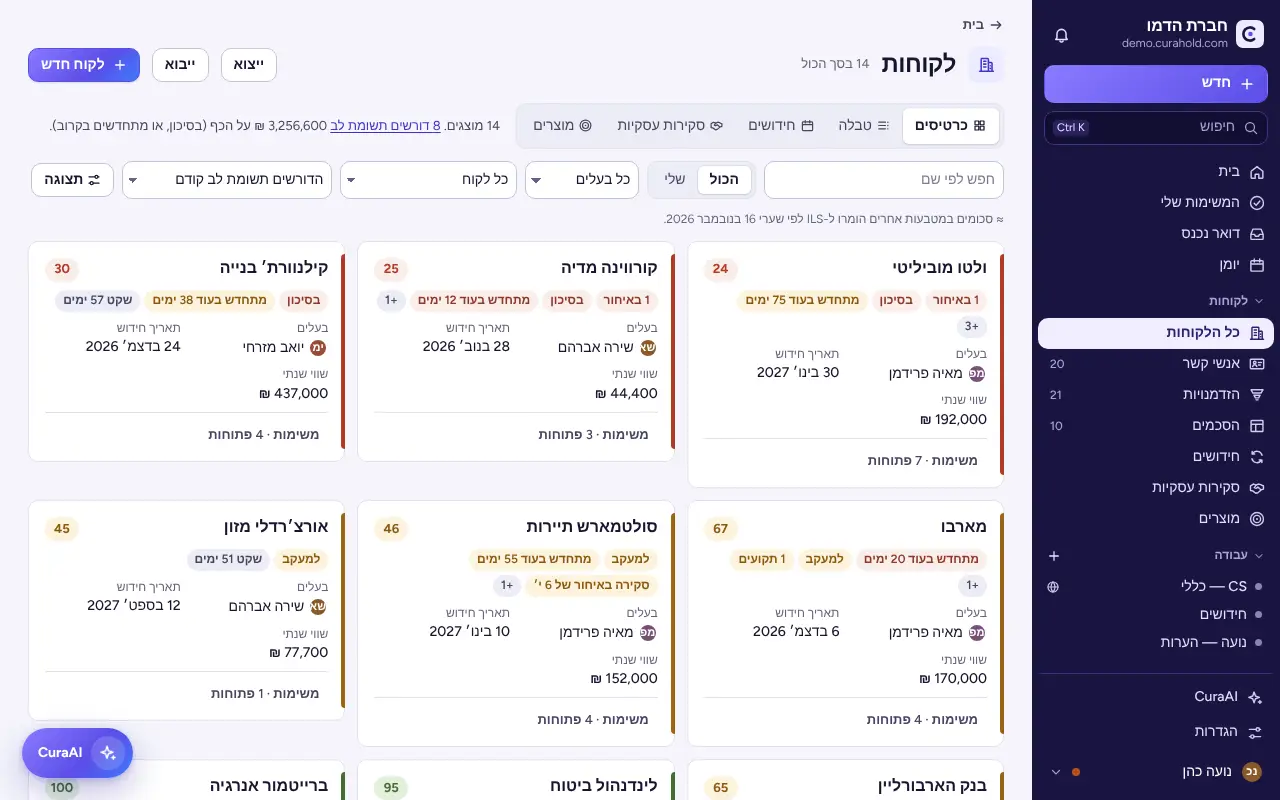 חברת הדמו
demo.curahold.com
חדש
חיפוש
Ctrl K
בית
המשימות שלי
דואר נכנס
יומן
לקוחות
כל הלקוחות
אנשי קשר 20
הזדמנויות 21
הסכמים 10
חידושים
סקירות עסקיות
מוצרים
עבודה
CS — כללי
חידושים
נועה — הערות
CuraAI
הגדרות
נכ נועה כהן
→ בית
לקוחות 14 בסך הכול
ייצוא
ייבוא
+ לקוח חדש
כרטיסים
טבלה
חידושים
סקירות עסקיות
מוצרים
14 מוצגים. 8 דורשים תשומת לב 3,256,600 ₪ על הכף (בסיכון, או מתחדשים בקרוב).
חפש לפי שם
הכול
שלי
כל בעלים
כל לקוח
הדורשים תשומת לב קודם
תצוגה
≈ סכומים במטבעות אחרים הומרו ל-ILS לפי שערי 16 בנובמבר 2026.
ולטו מוביליטי 24
1 באיחור בסיכון מתחדש בעוד 75 ימים
+3
בעלים תאריך חידוש
מפ מאיה פרידמן 30 בינו׳ 2027
שווי שנתי
192,000 ₪
משימות · 7 פתוחות
קורווינה מדיה 25
1 באיחור בסיכון מתחדש בעוד 12 ימים +1
בעלים תאריך חידוש
שא שירה אברהם 28 בנוב׳ 2026
שווי שנתי
44,400 ₪
משימות · 3 פתוחות
קילנוורת׳ בנייה 30
בסיכון מתחדש בעוד 38 ימים שקט 57 ימים
בעלים תאריך חידוש
ימ יואב מזרחי 24 בדצמ׳ 2026
שווי שנתי
437,000 ₪
משימות · 4 פתוחות
מארבו 67
מתחדש בעוד 20 ימים למעקב 1 תקועים
+1
בעלים תאריך חידוש
מפ מאיה פרידמן 6 בדצמ׳ 2026
שווי שנתי
170,000 ₪
משימות · 4 פתוחות
סולטמארש תיירות 46
למעקב מתחדש בעוד 55 ימים
סקירה באיחור של 6 י׳ +1
בעלים תאריך חידוש
מפ מאיה פרידמן 10 בינו׳ 2027
שווי שנתי
152,000 ₪
משימות · 4 פתוחות
אורצ׳רדלי מזון 45
למעקב שקט 51 ימים
בעלים תאריך חידוש
שא שירה אברהם 12 בספט׳ 2027
שווי שנתי
77,700 ₪
משימות · 1 פתוחות
בנק הארבורליין 65
לינדנהול ביטוח 95
ברייטמור אנרגיה 100
CuraAI